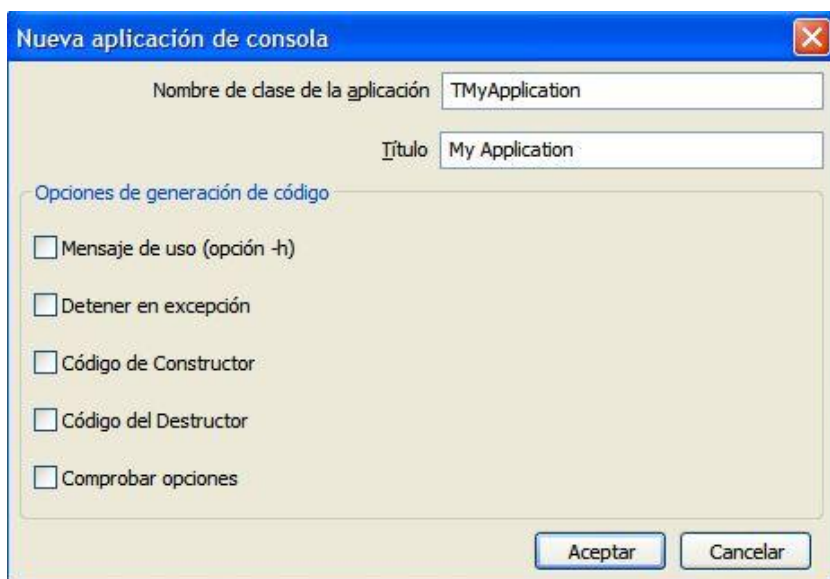 Nueva aplicación de consola
Nombre de clase de la aplicación TMyApplication
Título My Application
Opciones de generación de código
Mensaje de uso (opción -h)
Detener en excepción
Código de Constructor
Código del Destructor
Comprobar opciones
Aceptar Cancelar